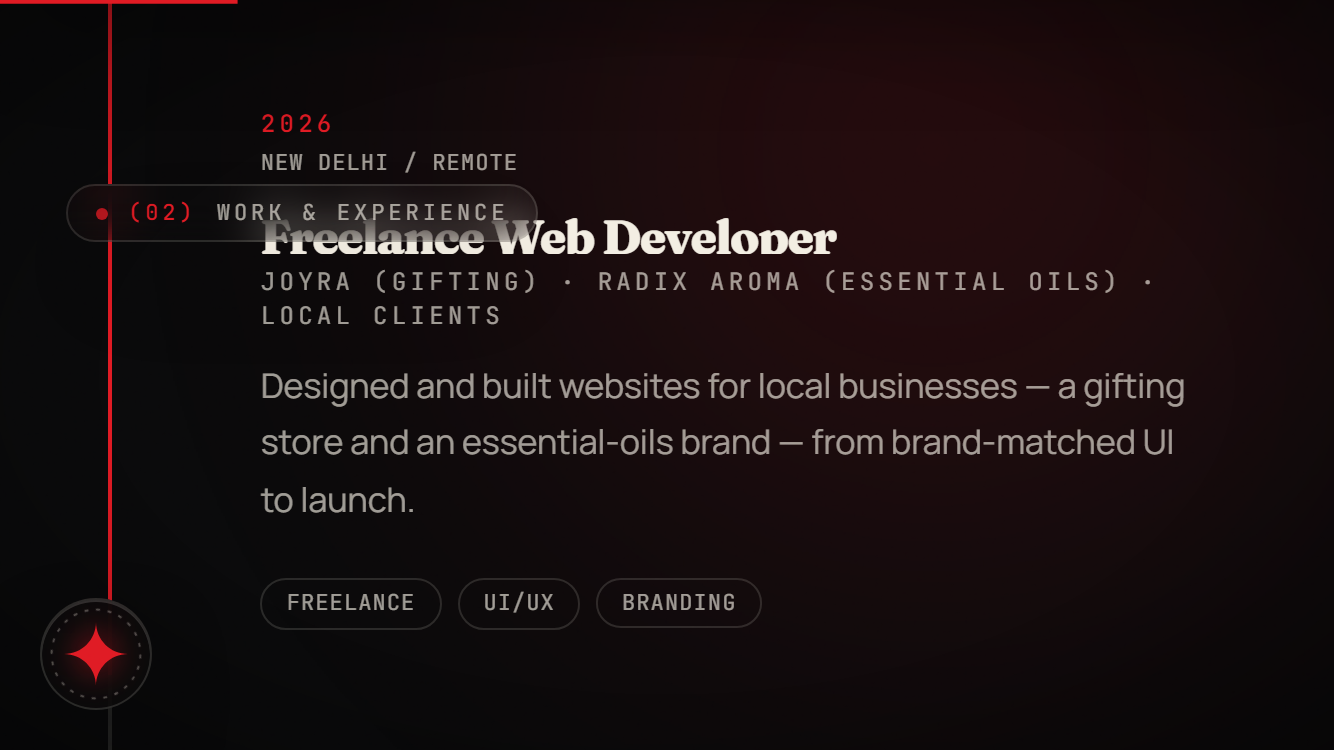 2026
NEW DELHI / REMOTE
(02) WORK & EXPERIENCE
Freelance Web Developer
JOYRA (GIFTING) · RADIX AROMA (ESSENTIAL OILS) ·
LOCAL CLIENTS
Designed and built websites for local businesses — a gifting
store and an essential-oils brand — from brand-matched UI
to launch.
FREELANCE
UI/UX
BRANDING